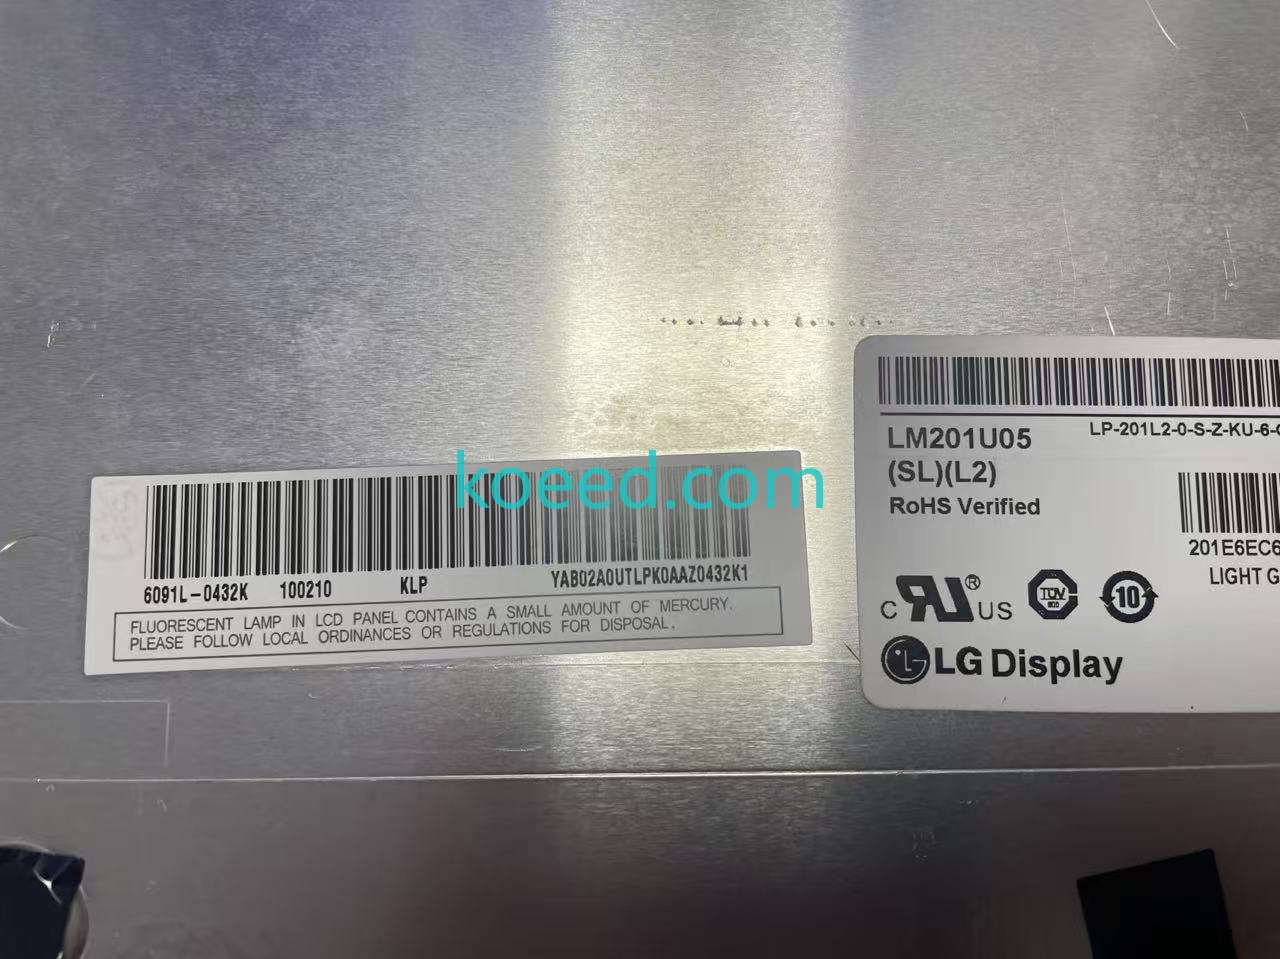 koeed.com
6091L-0432K 100210 KLP YAB02A0UTLPK0AAZ0432K1
FLUORESCENT LAMP IN LCD PANEL CONTAINS A SMALL AMOUNT OF MERCURY.
PLEASE FOLLOW LOCAL ORDINANCES OR REGULATIONS FOR DISPOSAL.
LM201U05 LP-201L2-0-S-Z-KU-6-
(SL)(L2)
RoHS Verified
201E6EC6
LIGHT G
C RU ® US TÜV 10
LG Display